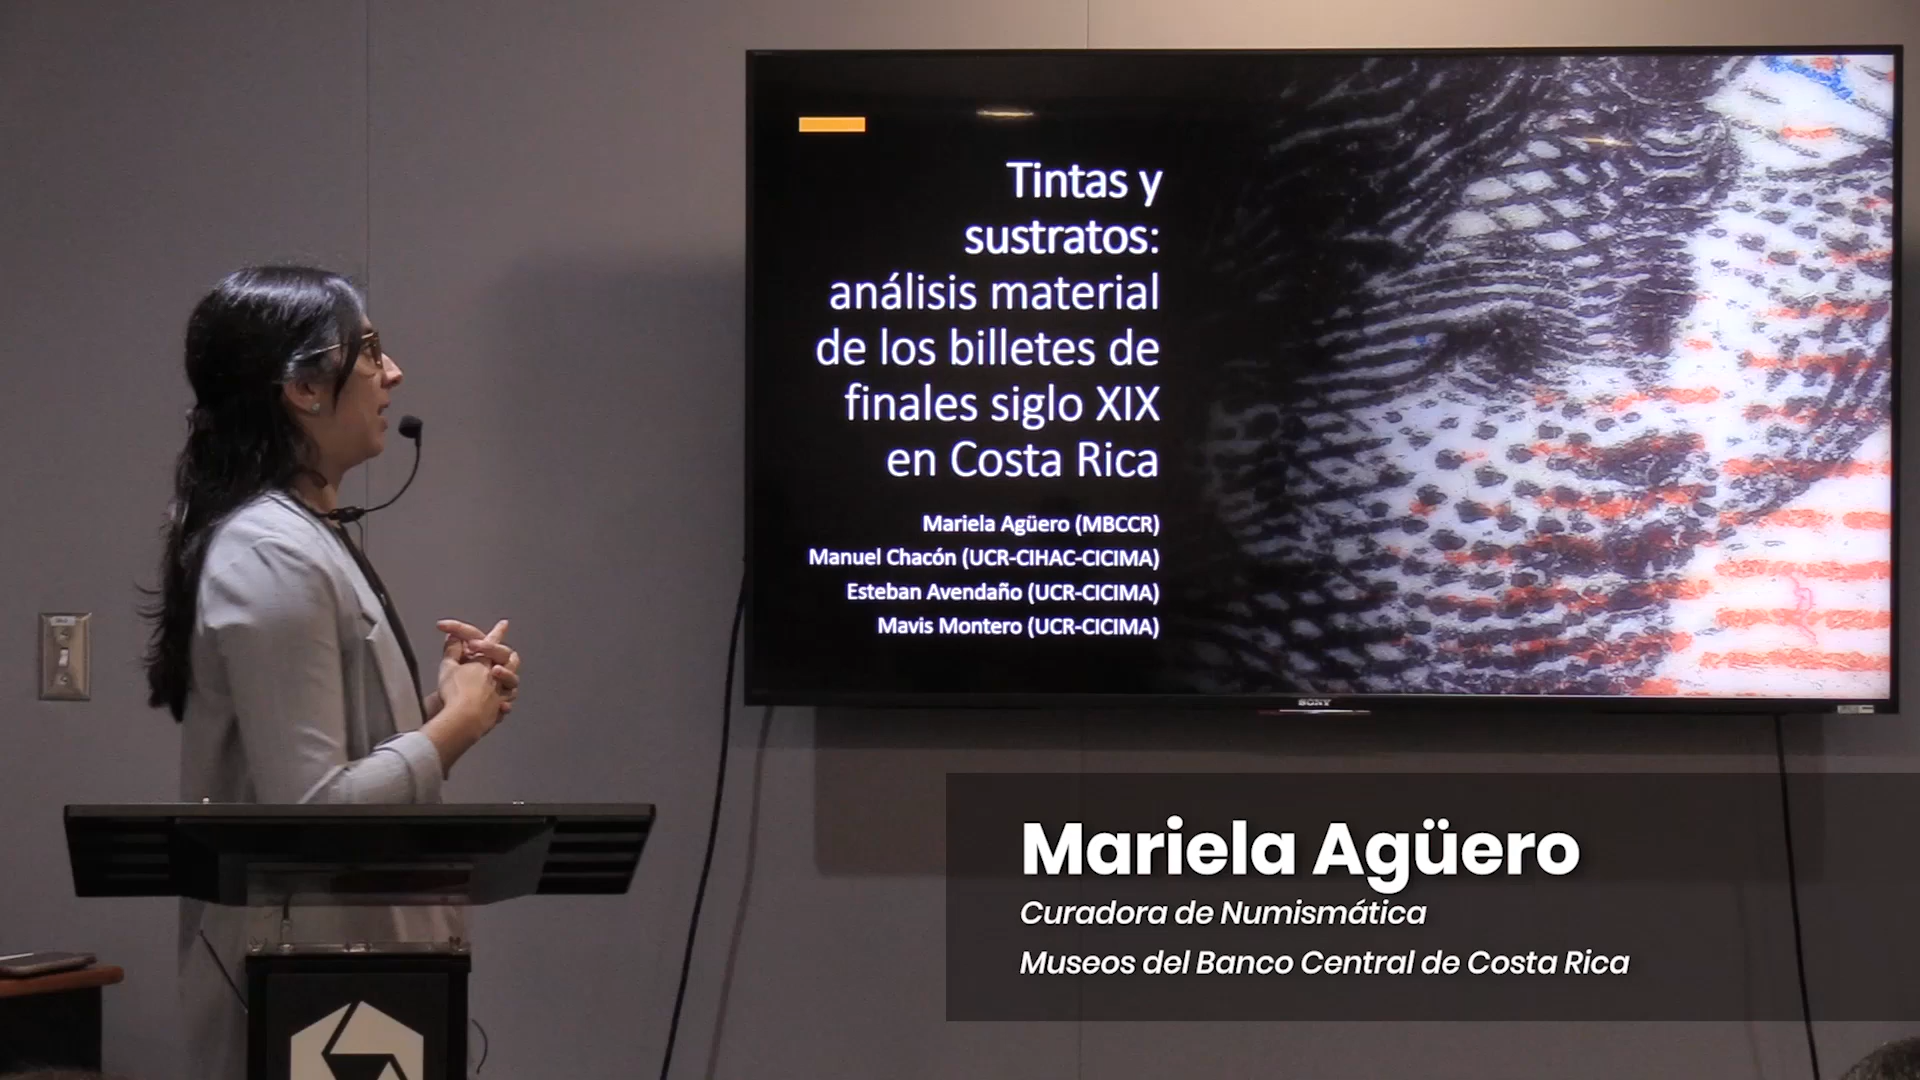 Tintas y
sustratos:
análisis material
de los billetes de
finales siglo XIX
en Costa Rica
Mariela Agüero (MBCCR)
Manuel Chacón (UCR-CIHAC-CICIMA)
Esteban Avendaño (UCR-CICIMA)
Mavis Montero (UCR-CICIMA)
SONY
Mariela Agüero
Curadora de Numismática
Museos del Banco Central de Costa Rica